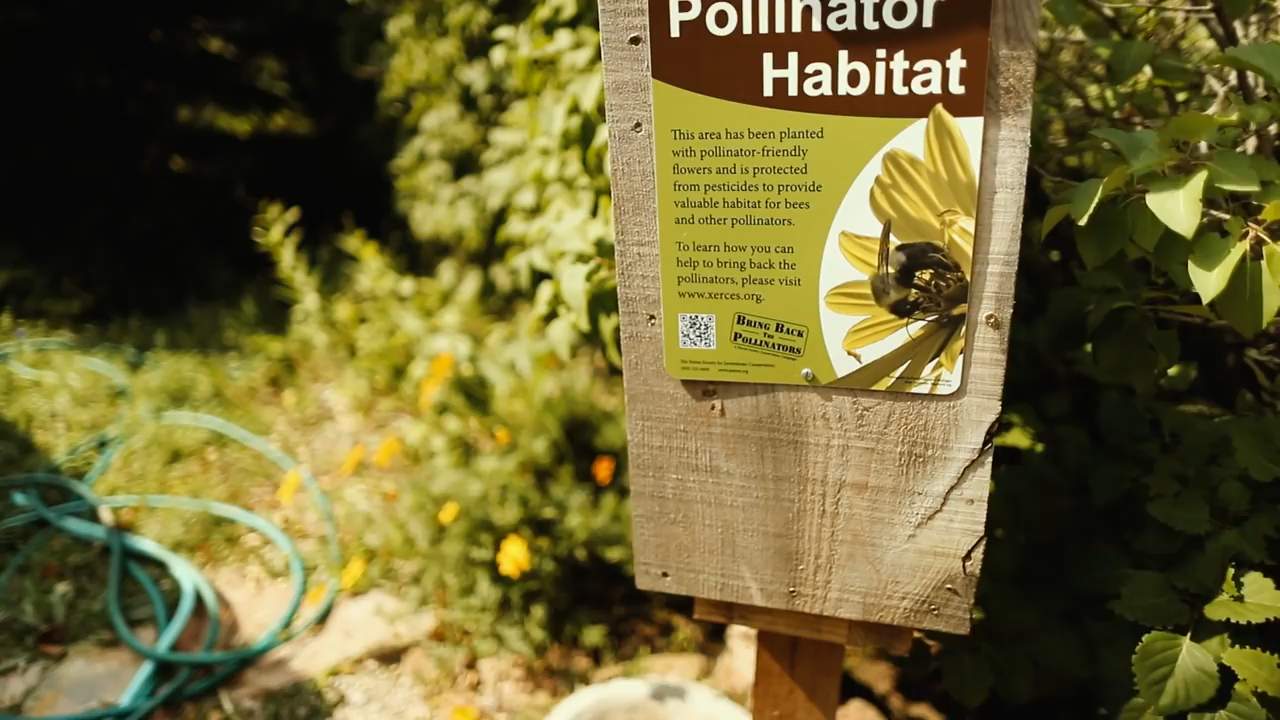 Pollinator
Habitat
This area has been planted
with pollinator-friendly
flowers and is protected
from pesticides to provide
valuable habitat for bees
and other pollinators.
To learn how you can
help to bring back the
pollinators, please visit
www.xerces.org.
BRING BACK
THE
POLLINATORS